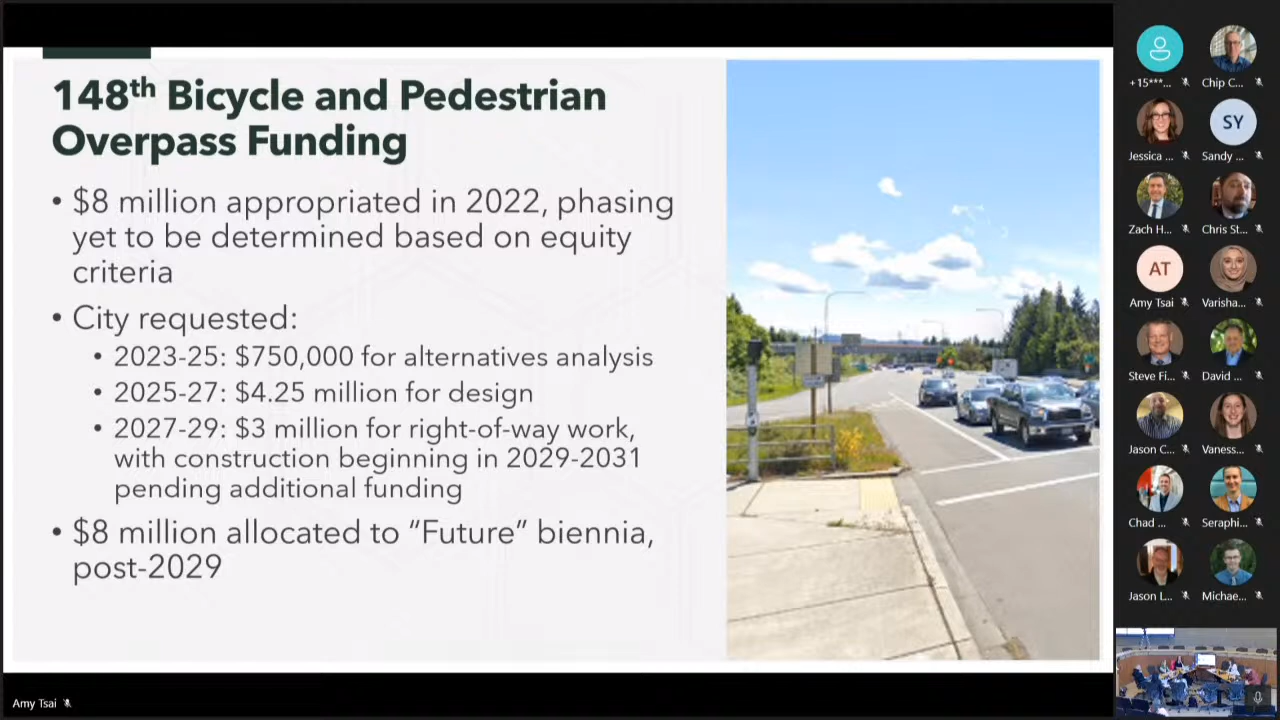 148th Bicycle and Pedestrian
Overpass Funding
• $8 million appropriated in 2022, phasing
yet to be determined based on equity
criteria
• City requested:
• 2023-25: $750,000 for alternatives analysis
• 2025-27: $4.25 million for design
• 2027-29: $3 million for right-of-way work,
with construction beginning in 2029-2031
pending additional funding
• $8 million allocated to “Future” biennia,
post-2029
+15***...
Chip C...
Jessica ...
SY
Sandy ...
Zach H...
Chris St...
AT
Amy Tsai
Varisha...
Steve Fi...
David ...
Jason C...
Vaness...
Chad ...
Seraphi...
Jason L...
Michae...
Amy Tsai